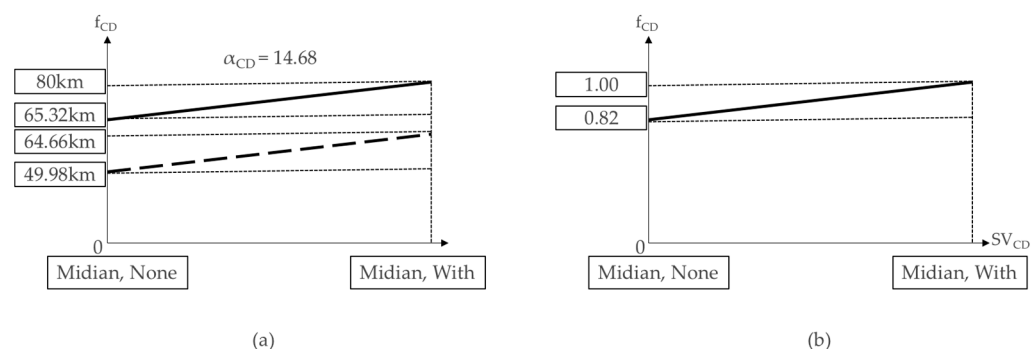 f_CD
α_CD = 14.68
80km
65.32km
64.66km
49.98km
0
Midian, None
Midian, With
(a)
f_CD
1.00
0.82
0
SV_CD
Midian, None
Midian, With
(b)